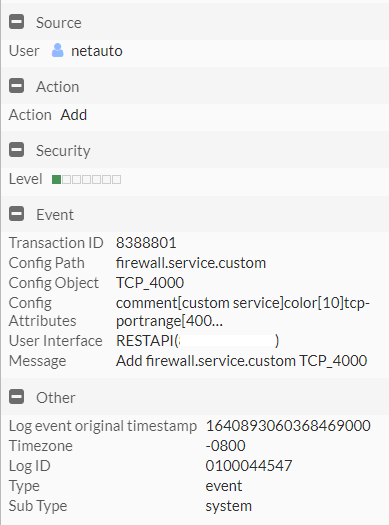 Source
User netauto
Action
Action Add
Security
Level
Event
Transaction ID 8388801
Config Path firewall.service.custom
Config Object TCP_4000
Config comment[custom service]color[10]tcp-
Attributes portrange[400...
User Interface RESTAPI( )
Message Add firewall.service.custom TCP_4000
Other
Log event original timestamp 1640893060368469000
Timezone -0800
Log ID 0100044547
Type event
Sub Type system